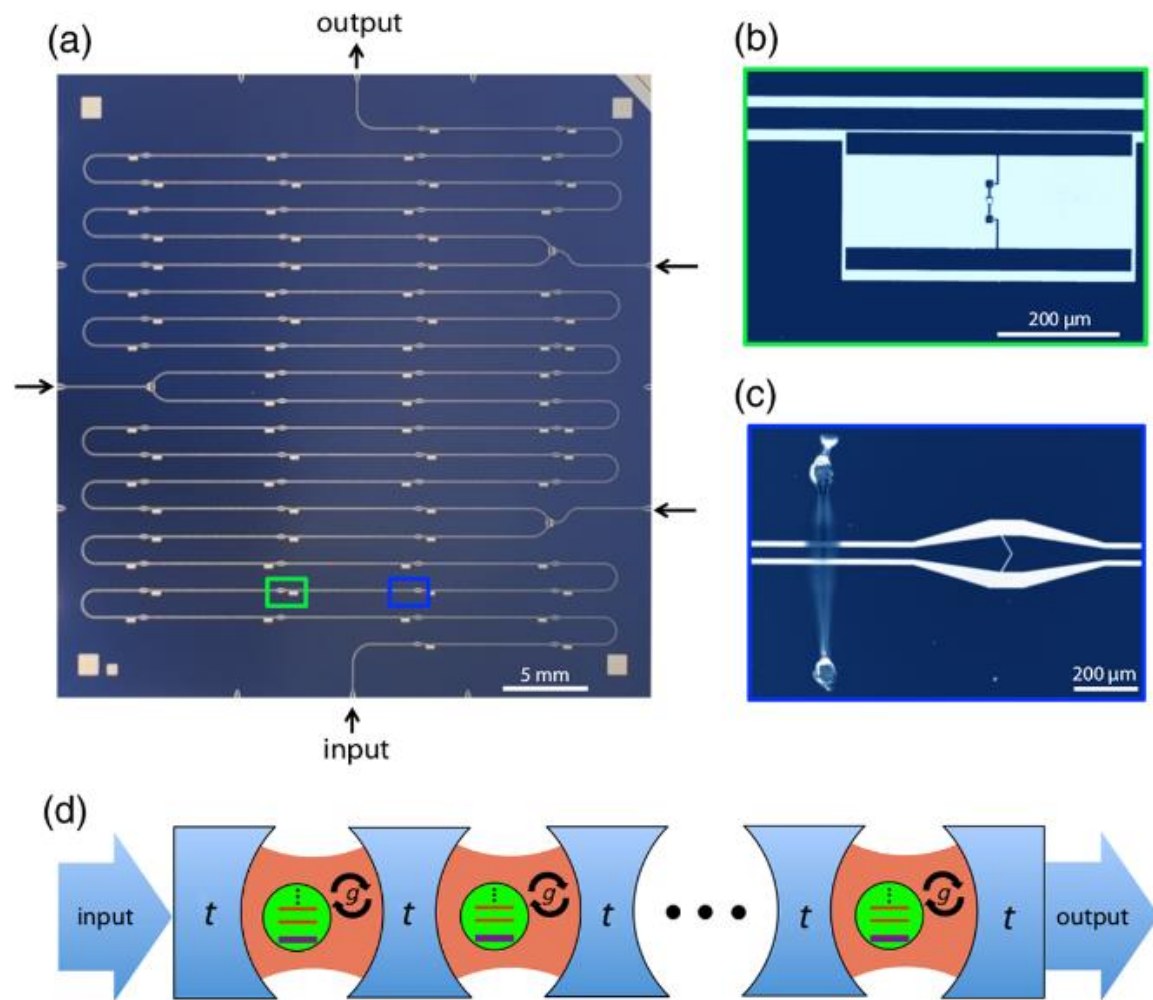 (a)
output
5 mm
input
(b)
200 μm
(c)
200 μm
(d)
input
t
g
t
g
t
t
g
t
output